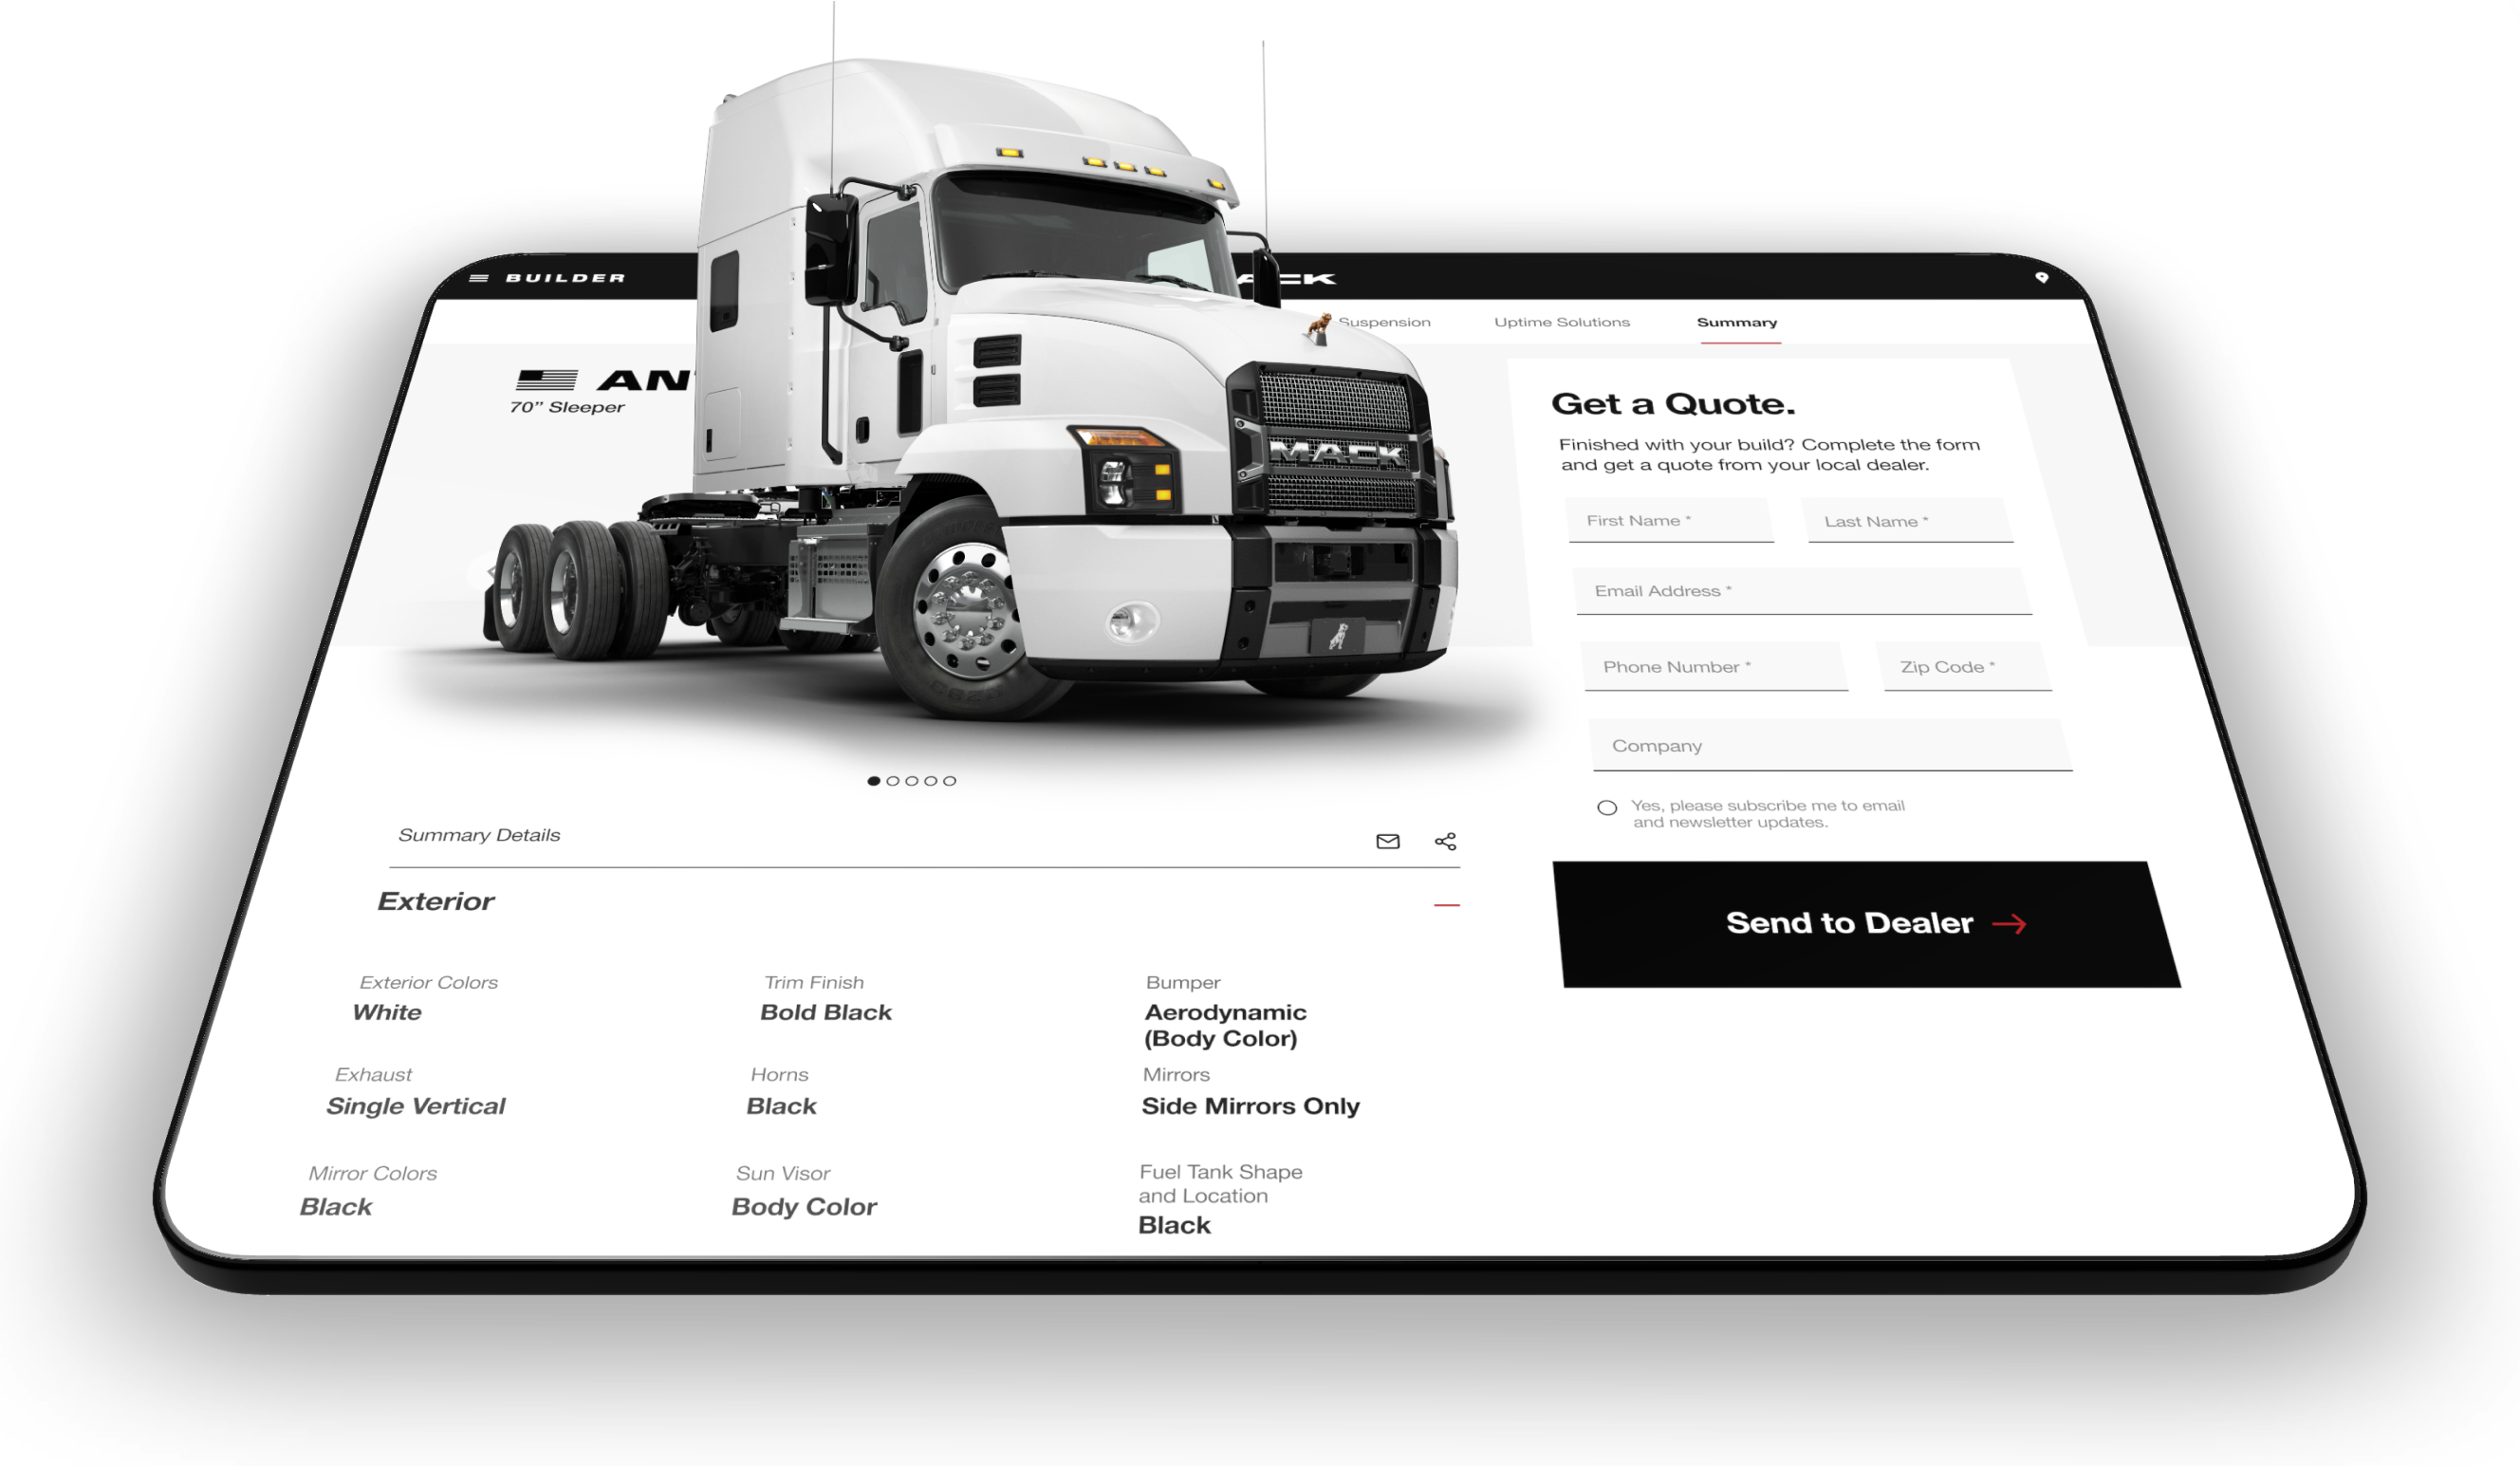 BUILDER
ACK
Suspension
Uptime Solutions
Summary
AN
70” Sleeper
MACK
Get a Quote.
Finished with your build? Complete the form
and get a quote from your local dealer.
First Name *
Last Name *
Email Address *
Phone Number *
Zip Code *
Company
Yes, please subscribe me to email
and newsletter updates.
Send to Dealer
Summary Details
Exterior
Exterior Colors
White
Trim Finish
Bold Black
Bumper
Aerodynamic
(Body Color)
Exhaust
Single Vertical
Horns
Black
Mirrors
Side Mirrors Only
Mirror Colors
Black
Sun Visor
Body Color
Fuel Tank Shape
and Location
Black